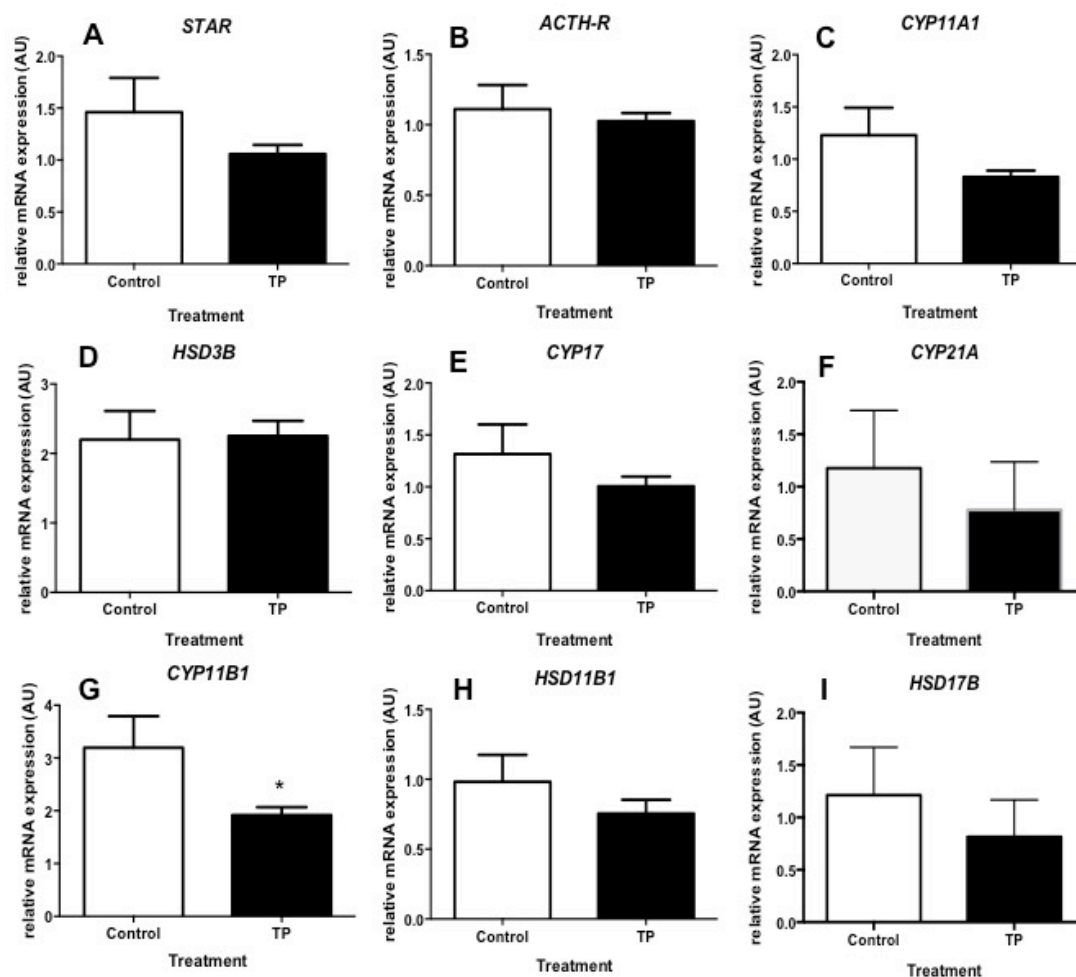 A STAR
relative mRNA expression (AU)
2.0
1.5
1.0
0.5
0.0
Control TP
Treatment
B ACTH-R
relative mRNA expression (AU)
1.5
1.0
0.5
0.0
Control TP
Treatment
C CYP11A1
relative mRNA expression (AU)
2.0
1.5
1.0
0.5
0.0
Control TP
Treatment
D HSD3B
relative mRNA expression (AU)
3
2
1
0
Control TP
Treatment
E CYP17
relative mRNA expression (AU)
2.0
1.5
1.0
0.5
0.0
Control TP
Treatment
F CYP21A
relative mRNA expression (AU)
2.0
1.5
1.0
0.5
0.0
Control TP
Treatment
G CYP11B1
relative mRNA expression (AU)
4
3
2
1
0
*
Control TP
Treatment
H HSD11B1
relative mRNA expression (AU)
1.5
1.0
0.5
0.0
Control TP
Treatment
I HSD17B
relative mRNA expression (AU)
2.0
1.5
1.0
0.5
0.0
Control TP
Treatment